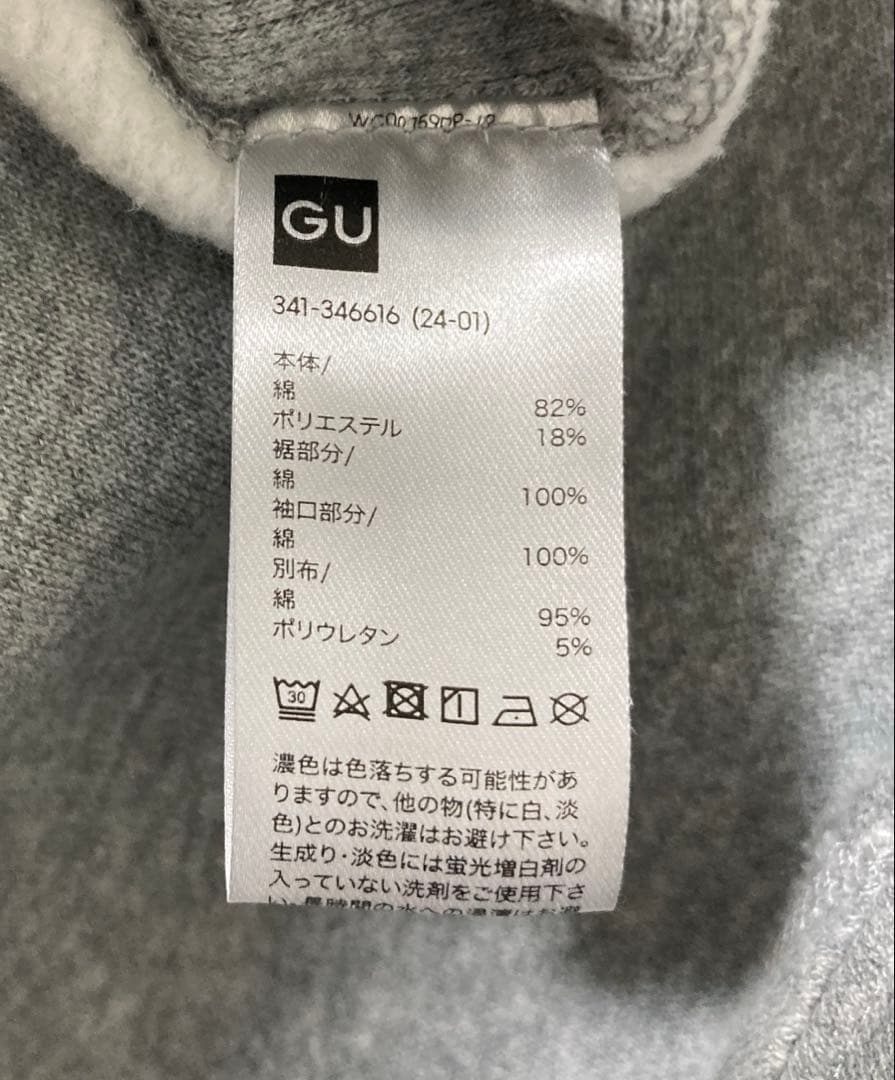 GU
341-346616 (24-01)
本体/
綿 82%
ポリエステル 18%
裾部分/
綿 100%
袖口部分/
綿 100%
別布/
綿 95%
ポリウレタン 5%
30
濃色は色落ちする可能性があ
りますので、他の物(特に白、淡
色)とのお洗濯はお避け下さい。
生成り・淡色には蛍光増白剤の
入っていない洗剤をご使用下さ